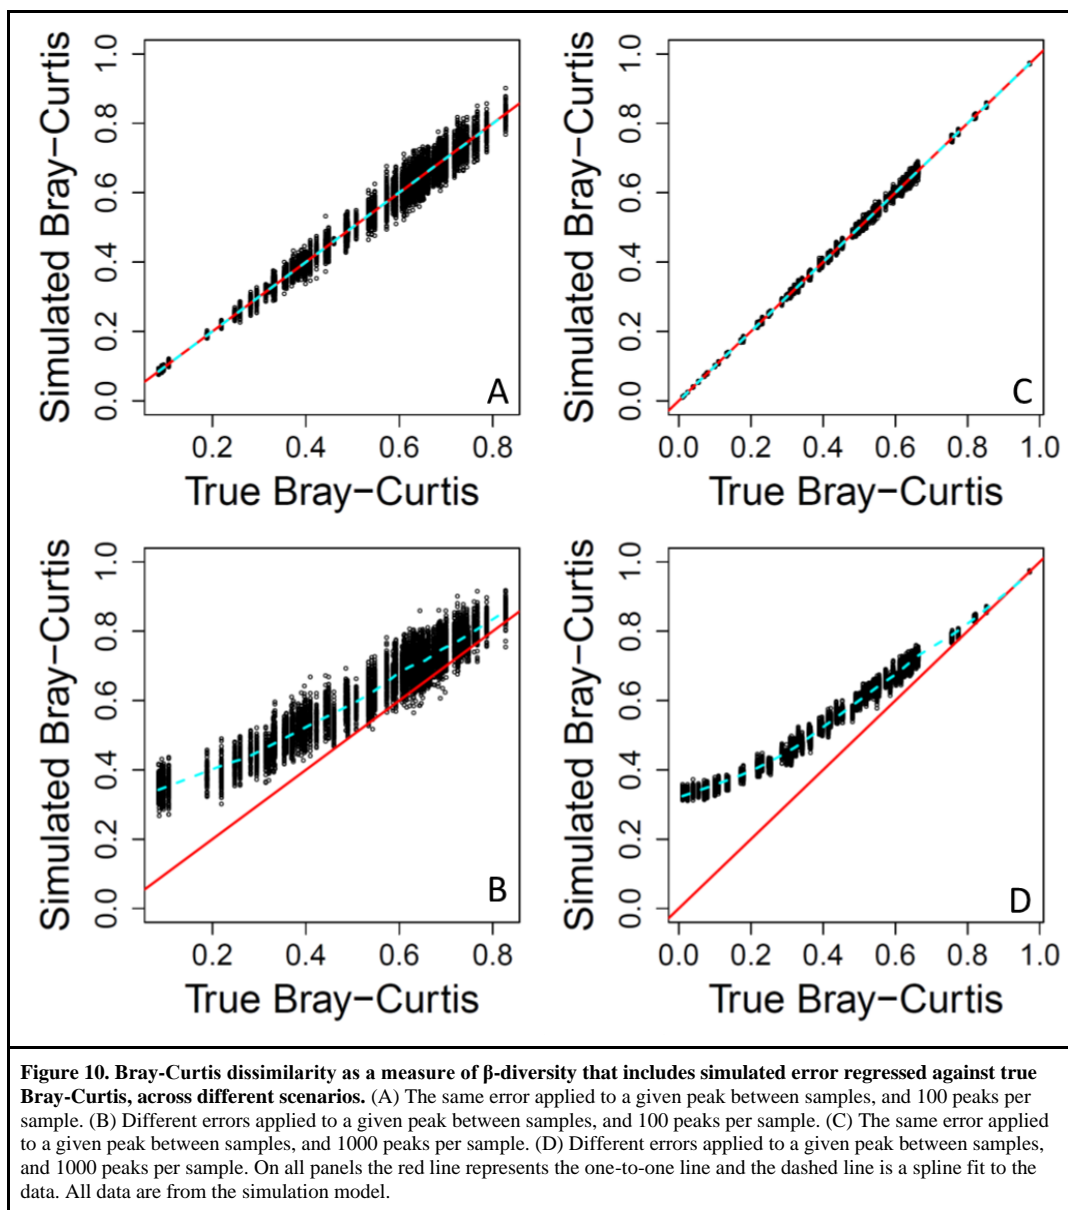 Simulated Bray−Curtis
0.0 0.2 0.4 0.6 0.8 1.0
A
0.2 0.4 0.6 0.8
True Bray−Curtis
Simulated Bray−Curtis
0.0 0.2 0.4 0.6 0.8 1.0
C
0.0 0.2 0.4 0.6 0.8 1.0
True Bray−Curtis
Simulated Bray−Curtis
0.0 0.2 0.4 0.6 0.8 1.0
B
0.2 0.4 0.6 0.8
True Bray−Curtis
Simulated Bray−Curtis
0.0 0.2 0.4 0.6 0.8 1.0
D
0.0 0.2 0.4 0.6 0.8 1.0
True Bray−Curtis
Figure 10. Bray-Curtis dissimilarity as a measure of β-diversity that includes simulated error regressed against true
Bray-Curtis, across different scenarios. (A) The same error applied to a given peak between samples, and 100 peaks per
sample. (B) Different errors applied to a given peak between samples, and 100 peaks per sample. (C) The same error applied
to a given peak between samples, and 1000 peaks per sample. (D) Different errors applied to a given peak between samples,
and 1000 peaks per sample. On all panels the red line represents the one-to-one line and the dashed line is a spline fit to the
data. All data are from the simulation model.